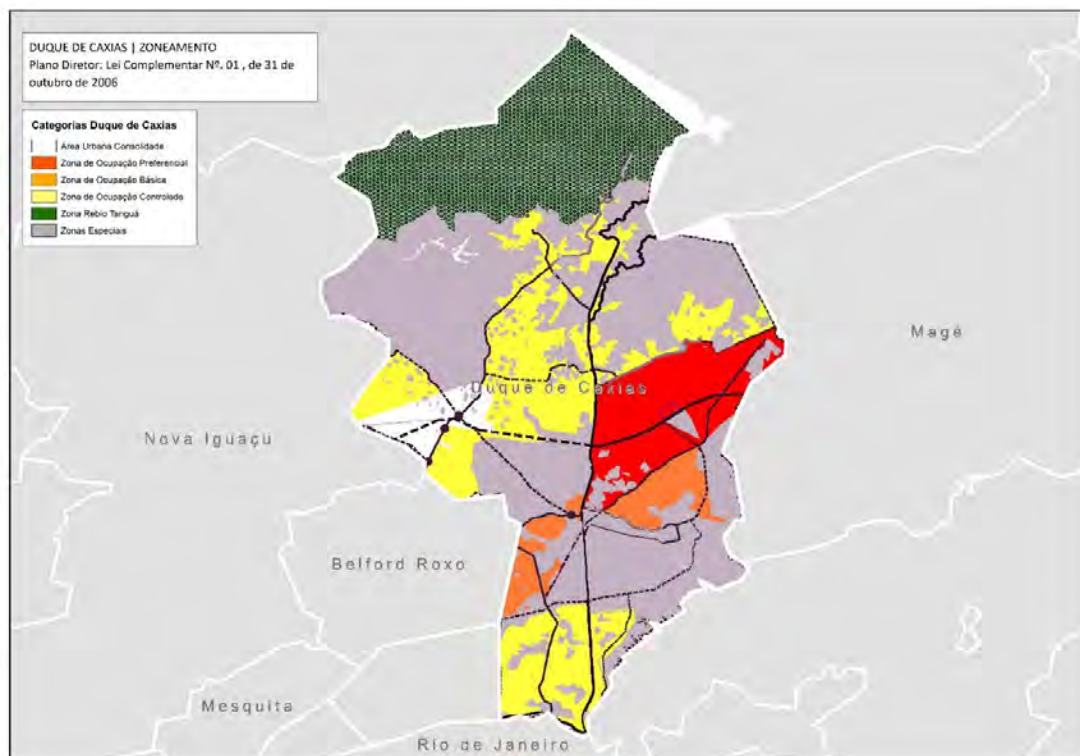 DUQUE DE CAXIAS | ZONEAMENTO
Plano Diretor: Lei Complementar Nº. 01 , de 31 de
outubro de 2006
Categorias Duque de Caxias
Área Urbana Consolidade
Zona de Ocupação Preferencial
Zona de Ocupação Básica
Zona de Ocupação Controlada
Zona Rebio Tanguá
Zonas Especiais
Magé
Duque de Caxias
Nova Iguaçu
Belford Roxo
Mesquita
Rio de Janeiro